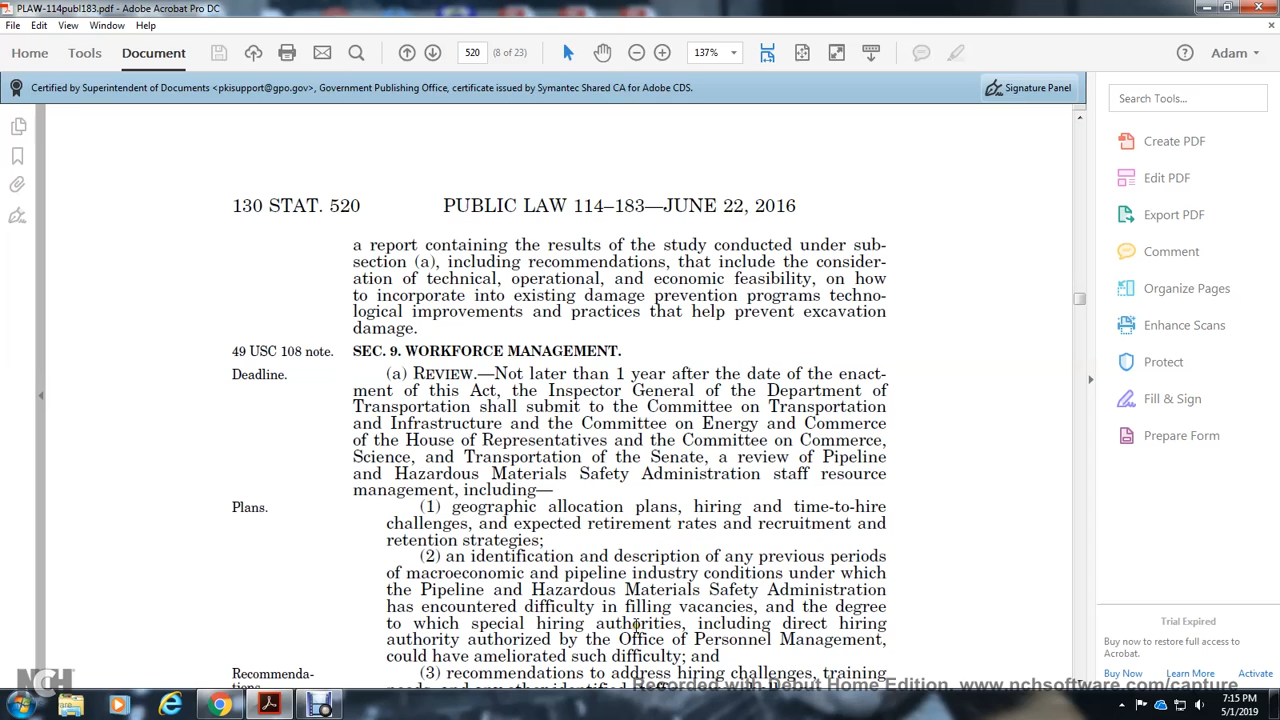 PLAW-114publ183.pdf - Adobe Acrobat Pro DC
File Edit View Window Help
Home Tools Document 520 (8 of 23) 137% Adam
Certified by Superintendent of Documents <pkisupport@gpo.gov>, Government Publishing Office, certificate issued by Symantec Shared CA for Adobe CDS. Signature Panel
Search Tools...
Create PDF
Edit PDF
Export PDF
Comment
Organize Pages
Enhance Scans
Protect
Fill & Sign
Prepare Form
Trial Expired
Buy now to restore full access to
Acrobat.
Buy Now Learn More Activate
130 STAT. 520 PUBLIC LAW 114–183—JUNE 22, 2016
a report containing the results of the study conducted under sub-
section (a), including recommendations, that include the consider-
ation of technical, operational, and economic feasibility, on how
to incorporate into existing damage prevention programs techno-
logical improvements and practices that help prevent excavation
damage.
49 USC 108 note. SEC. 9. WORKFORCE MANAGEMENT.
Deadline. (a) REVIEW.—Not later than 1 year after the date of the enact-
ment of this Act, the Inspector General of the Department of
Transportation shall submit to the Committee on Transportation
and Infrastructure and the Committee on Energy and Commerce
of the House of Representatives and the Committee on Commerce,
Science, and Transportation of the Senate, a review of Pipeline
and Hazardous Materials Safety Administration staff resource
management, including—
Plans. (1) geographic allocation plans, hiring and time-to-hire
challenges, and expected retirement rates and recruitment and
retention strategies;
(2) an identification and description of any previous periods
of macroeconomic and pipeline industry conditions under which
the Pipeline and Hazardous Materials Safety Administration
has encountered difficulty in filling vacancies, and the degree
to which special hiring authorities, including direct hiring
authority authorized by the Office of Personnel Management,
could have ameliorated such difficulty; and
Recommenda- (3) recommendations to address hiring challenges, training
NCH
Recorded with Debut Home Edition. www.nchsoftware.com/capture
7:15 PM
5/1/2019